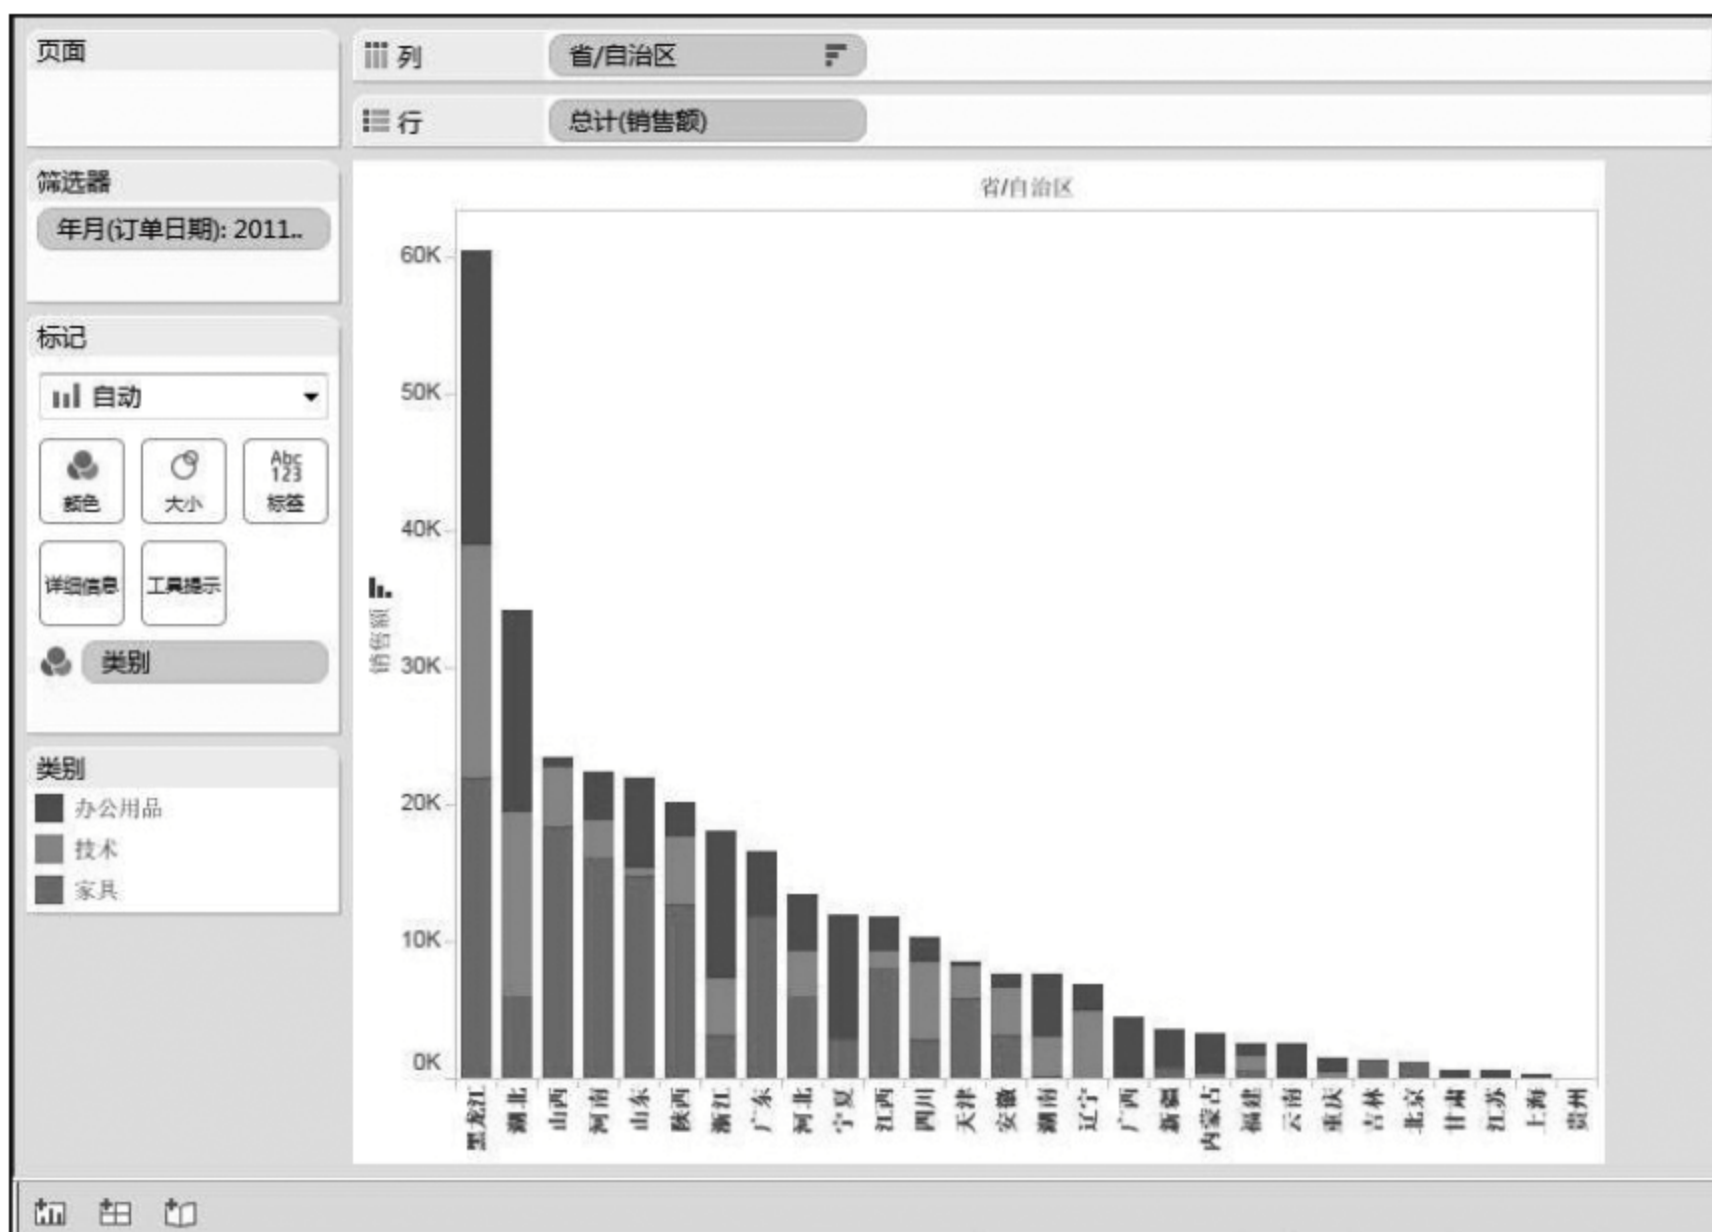 页面
列
省/自治区
行
总计(销售额)
筛选器
年月(订单日期): 2011..
标记
自动
颜色
大小
Abc
123
标签
详细信息
工具提示
类别
类别
办公用品
技术
家具
省/自治区
销售额
60K
50K
40K
30K
20K
10K
0K
黑龙江
湖北
山西
河南
山东
陕西
浙江
广东
河北
宁夏
江西
四川
天津
安徽
湖南
辽宁
广西
新疆
内蒙古
福建
云南
重庆
吉林
北京
甘肃
江苏
上海
贵州